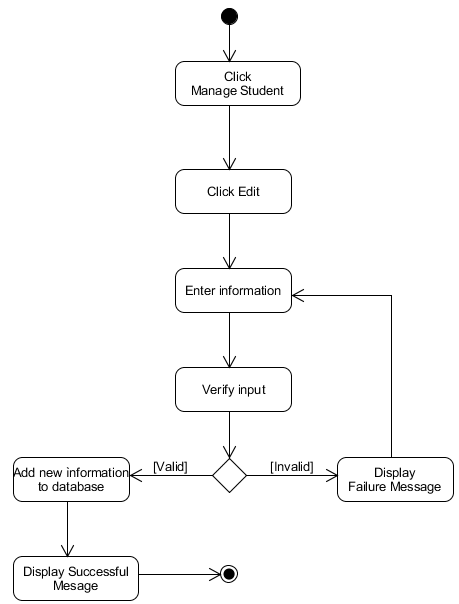 Click
Manage Student
Click Edit
Enter information
Verify input
[Valid]
[Invalid]
Add new information
to database
Display
Failure Message
Display Successful
Mesage